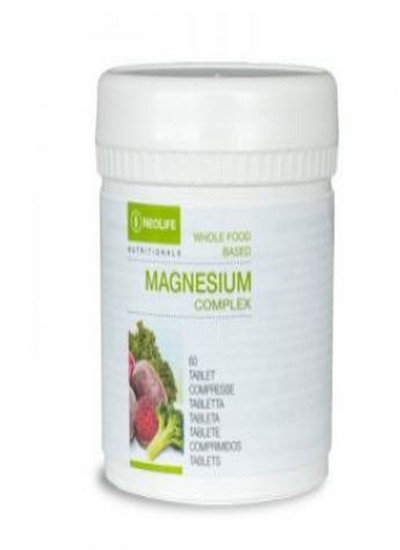 NEOLIFE
NUTRITIONALS
WHOLE FOOD
BASED
MAGNESIUM
COMPLEX
60
TABLET
COMPRESSE
TABLETTA
TABLETA
TABLETE
COMPRIMIDOS
TABLETS